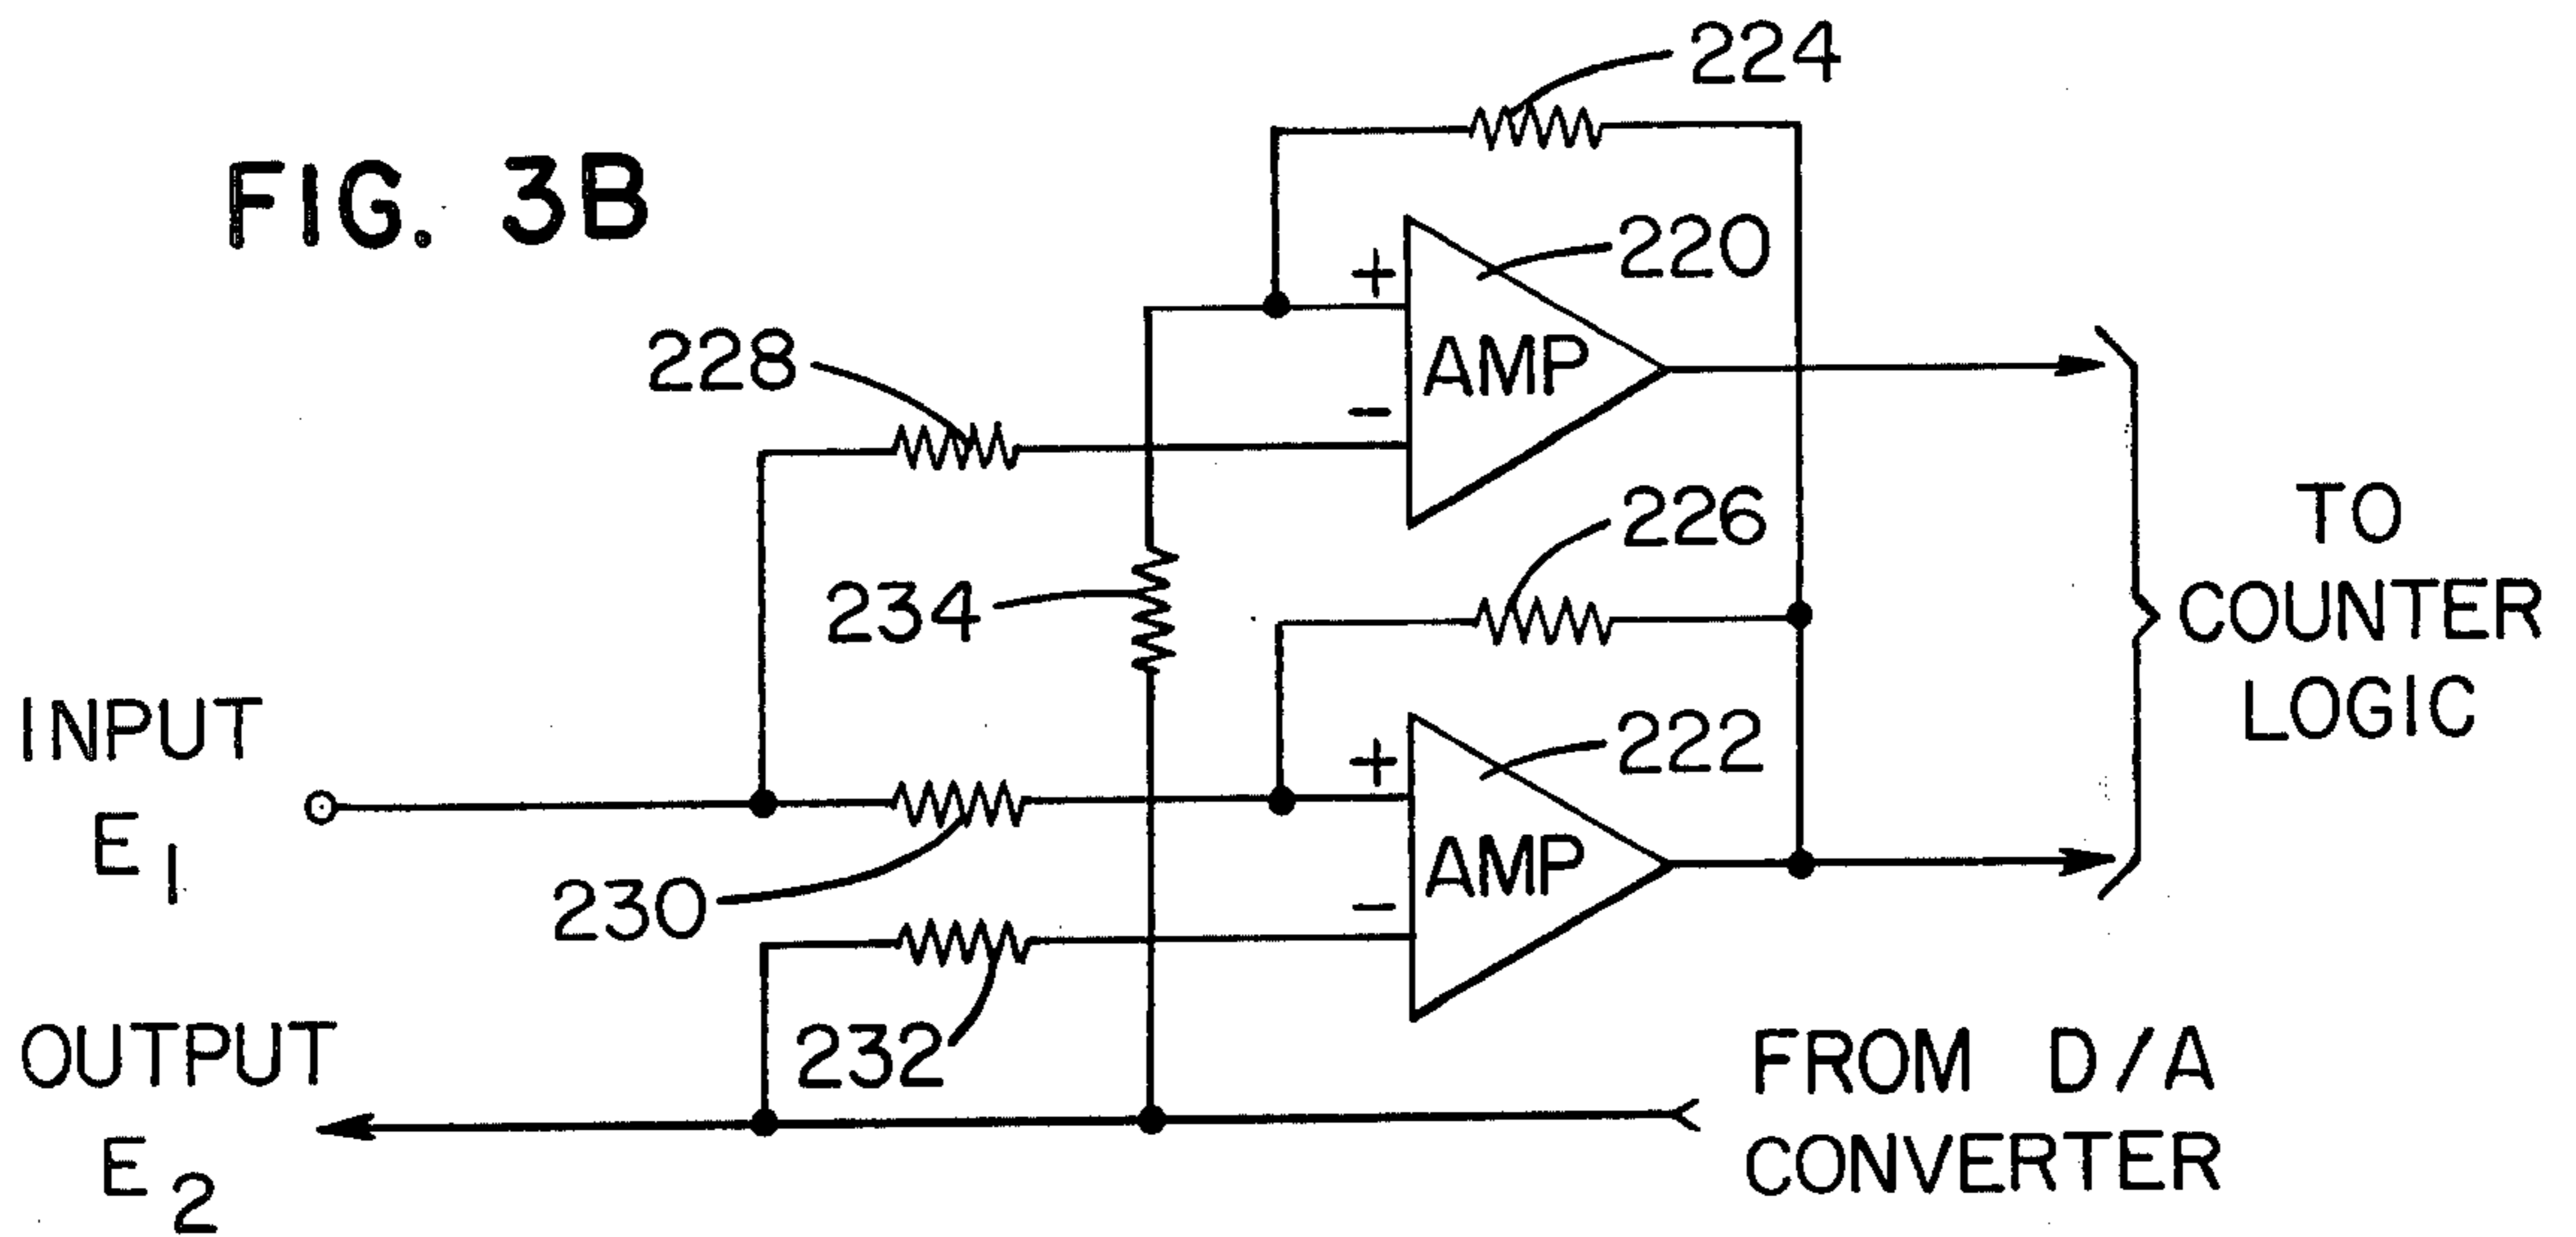 FIG. 3B
224
220
+
AMP
−
228
226
234
TO
COUNTER
LOGIC
INPUT
E1
222
+
AMP
−
230
232
OUTPUT
E2
FROM D/A
CONVERTER